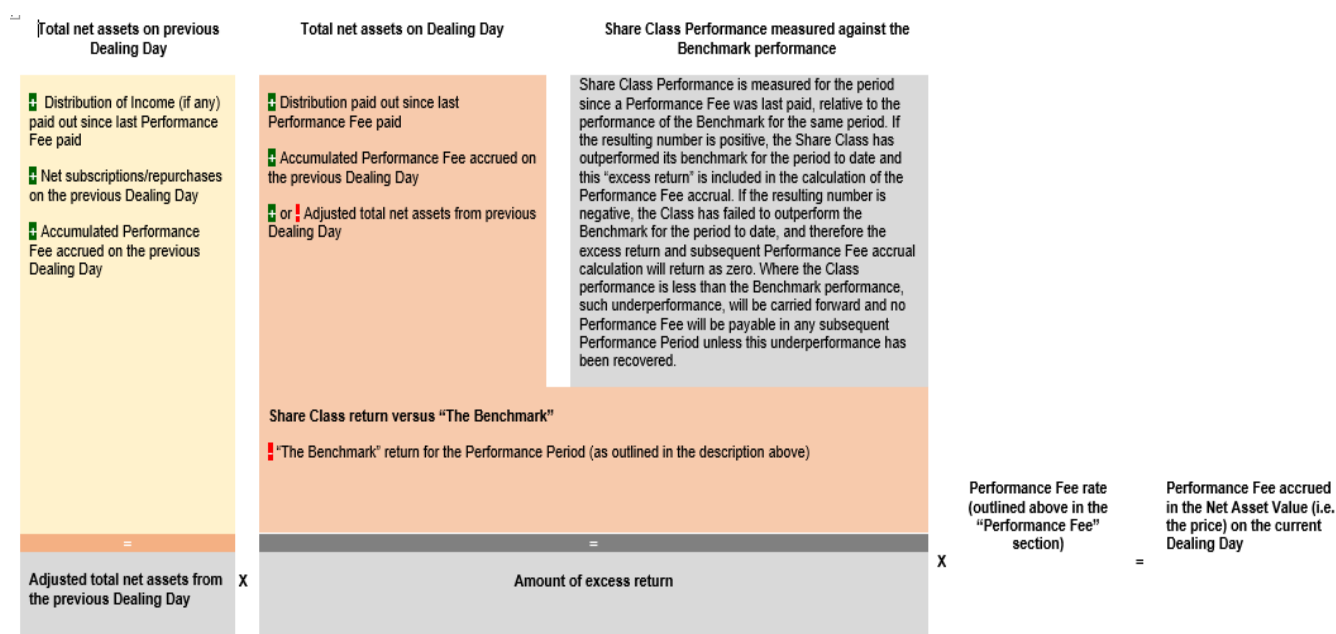 Total net assets on previous
Dealing Day
Total net assets on Dealing Day
Share Class Performance measured against the
Benchmark performance
+ Distribution of Income (if any)
paid out since last Performance
Fee paid
+ Net subscriptions/repurchases
on the previous Dealing Day
+ Accumulated Performance
Fee accrued on the previous
Dealing Day
+ Distribution paid out since last
Performance Fee paid
+ Accumulated Performance Fee accrued on
the previous Dealing Day
+ or - Adjusted total net assets from previous
Dealing Day
Share Class Performance is measured for the period
since a Performance Fee was last paid, relative to the
performance of the Benchmark for the same period. If
the resulting number is positive, the Share Class has
outperformed its benchmark for the period to date and
this “excess return” is included in the calculation of the
Performance Fee accrual. If the resulting number is
negative, the Class has failed to outperform the
Benchmark for the period to date, and therefore the
excess return and subsequent Performance Fee accrual
calculation will return as zero. Where the Class
performance is less than the Benchmark performance,
such underperformance, will be carried forward and no
Performance Fee will be payable in any subsequent
Performance Period unless this underperformance has
been recovered.
Share Class return versus “The Benchmark”
- “The Benchmark” return for the Performance Period (as outlined in the description above)
=
=
Adjusted total net assets from
the previous Dealing Day
X
Amount of excess return
X
Performance Fee rate
(outlined above in the
“Performance Fee”
section)
=
Performance Fee accrued
in the Net Asset Value (i.e.
the price) on the current
Dealing Day